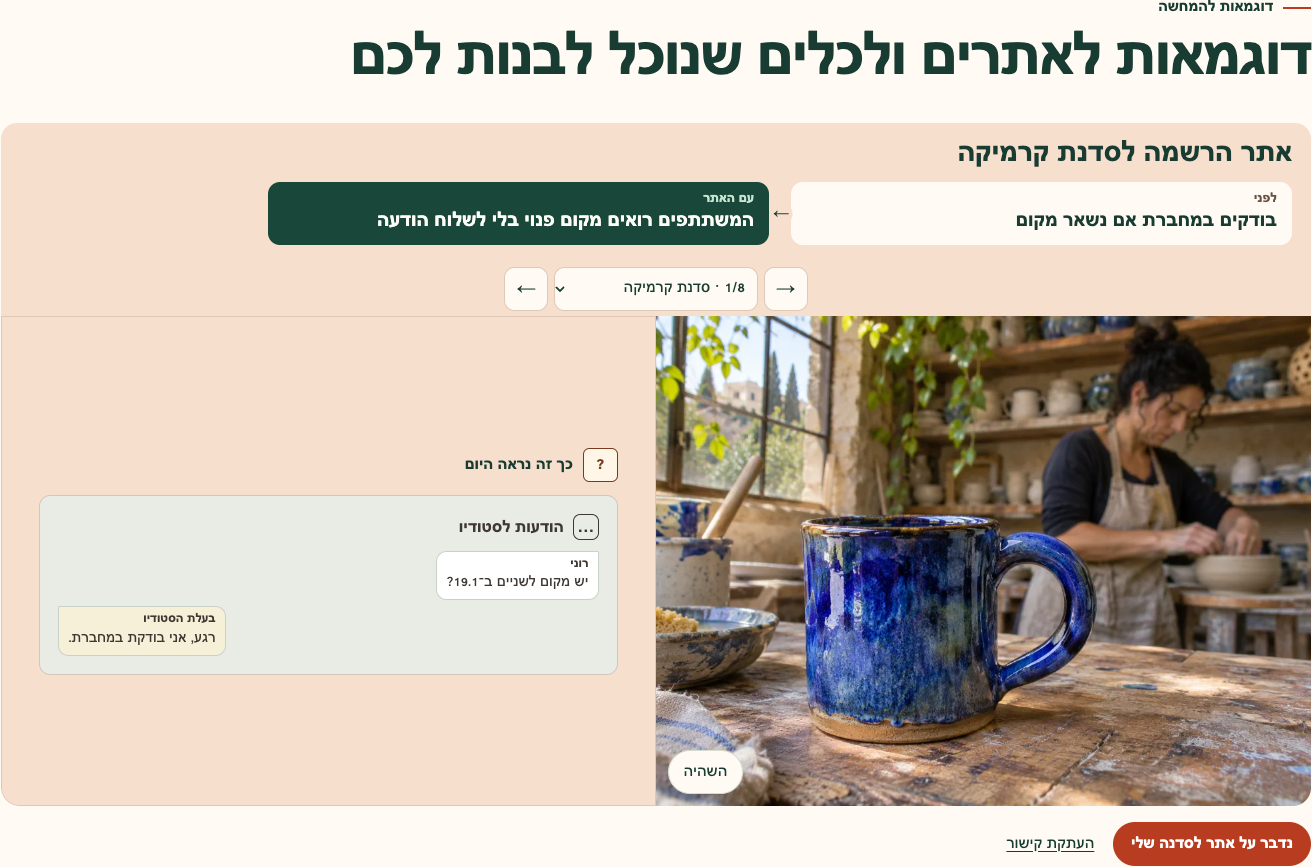 דוגמאות להמחשה
דוגמאות לאתרים ולכלים שנוכל לבנות לכם
אתר הרשמה לסדנת קרמיקה
לפני
בודקים במחברת אם נשאר מקום
←
עם האתר
המשתתפים רואים מקום פנוי בלי לשלוח הודעה
→
1/8 · סדנת קרמיקה
←
? כך זה נראה היום
... הודעות לסטודיו
רוני
יש מקום לשניים ב־19.1?
בעלת הסטודיו
רגע, אני בודקת במחברת.
השהיה
נדבר על אתר לסדנה שלי
העתקת קישור